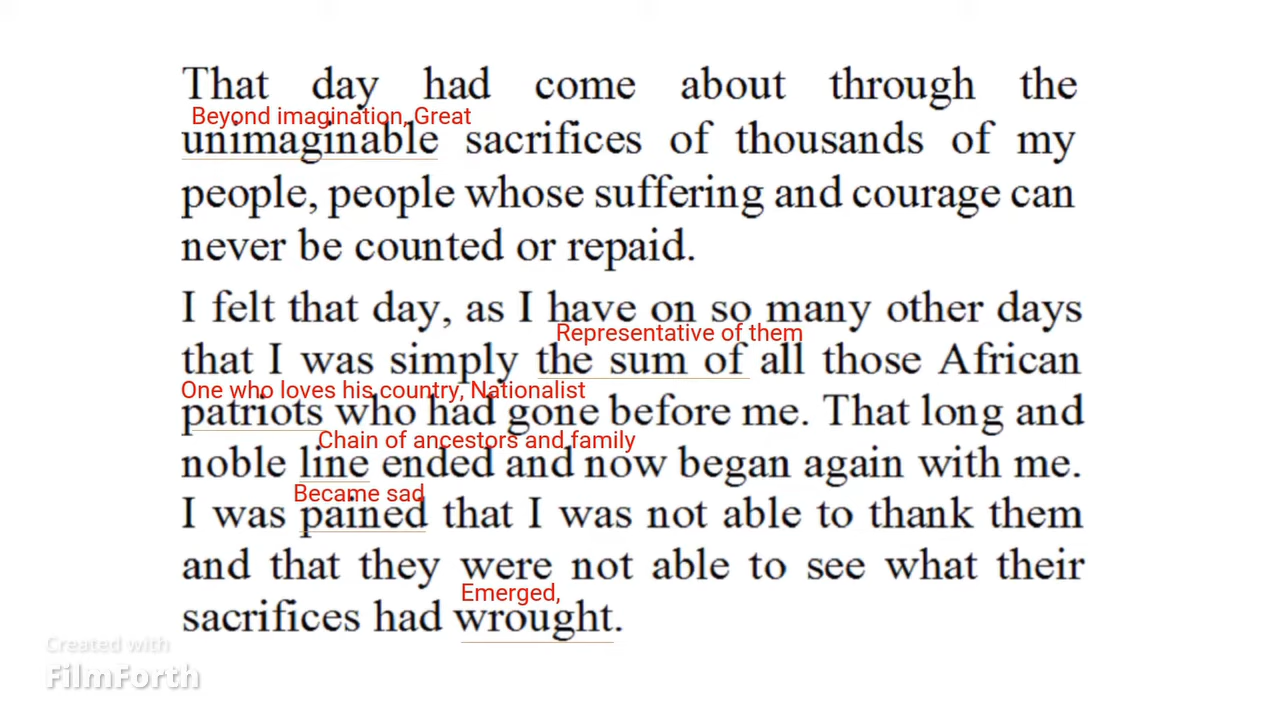 That day had come about through the
Beyond imagination, Great
unimaginable sacrifices of thousands of my
people, people whose suffering and courage can
never be counted or repaid.
I felt that day, as I have on so many other days
Representative of them
that I was simply the sum of all those African
One who loves his country, Nationalist
patriots who had gone before me. That long and
Chain of ancestors and family
noble line ended and now began again with me.
Became sad
I was pained that I was not able to thank them
and that they were not able to see what their
Emerged,
sacrifices had wrought.
Created with
FilmForth